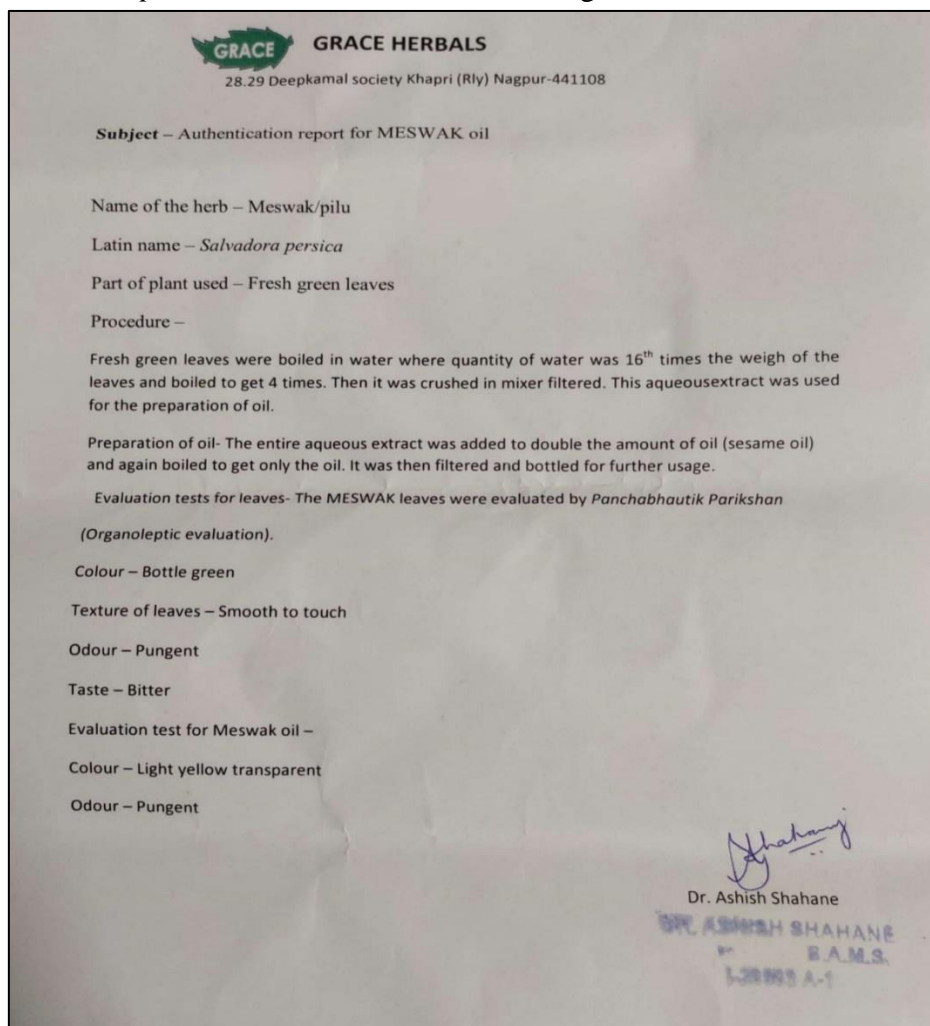 GRACE
GRACE HERBALS
28.29 Deepkamal society Khapri (Rly) Nagpur-441108
Subject – Authentication report for MESWAK oil
Name of the herb – Meswak/pilu
Latin name – Salvadora persica
Part of plant used – Fresh green leaves
Procedure –
Fresh green leaves were boiled in water where quantity of water was 16th times the weigh of the
leaves and boiled to get 4 times. Then it was crushed in mixer filtered. This aqueousextract was used
for the preparation of oil.
Preparation of oil- The entire aqueous extract was added to double the amount of oil (sesame oil)
and again boiled to get only the oil. It was then filtered and bottled for further usage.
Evaluation tests for leaves- The MESWAK leaves were evaluated by Panchabhautik Parikshan
(Organoleptic evaluation).
Colour – Bottle green
Texture of leaves – Smooth to touch
Odour – Pungent
Taste – Bitter
Evaluation test for Meswak oil –
Colour – Light yellow transparent
Odour – Pungent
Dr. Ashish Shahane
DR. ASHISH SHAHANE
B.A.M.S.
A-1